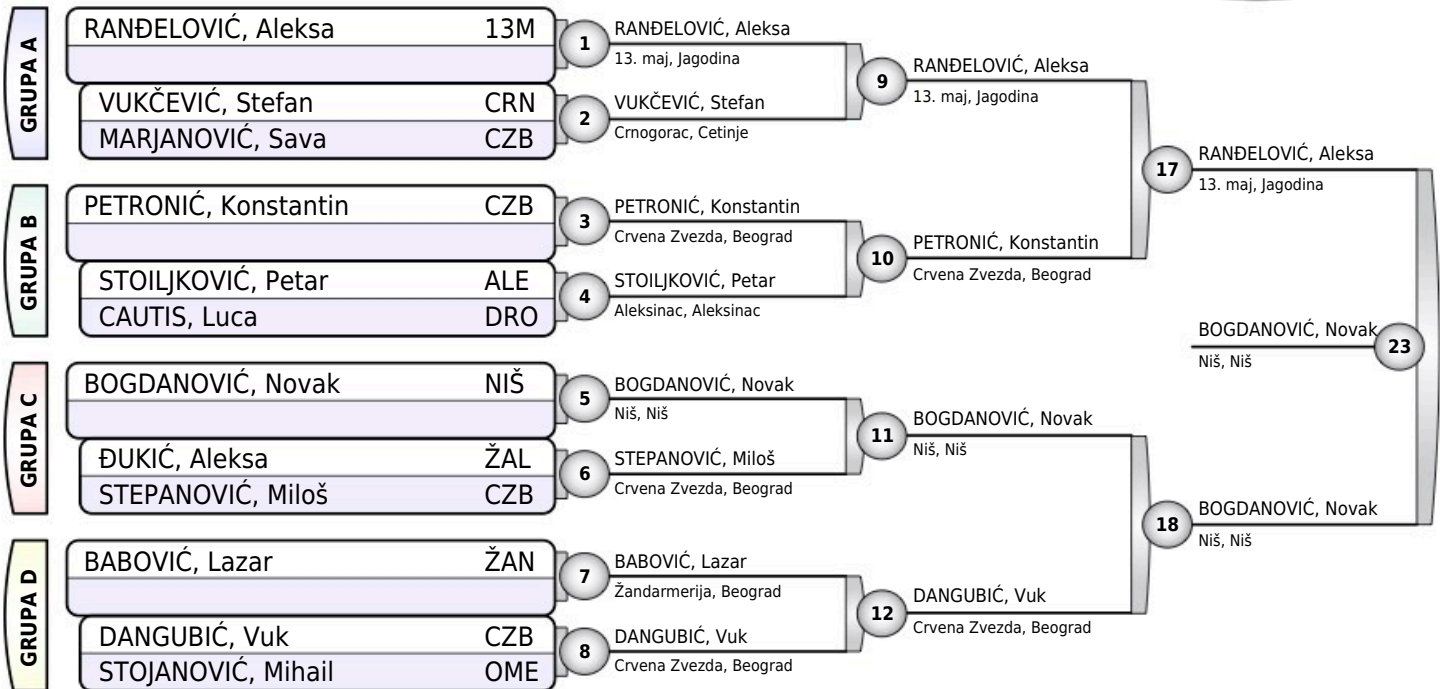 GRUPA A
RANĐELOVIĆ, Aleksa 13M
VUKČEVIĆ, Stefan CRN
MARJANOVIĆ, Sava CZB
GRUPA B
PETRONIĆ, Konstantin CZB
STOILJKOVIĆ, Petar ALE
CAUTIS, Luca DRO
GRUPA C
BOGDANOVIĆ, Novak NIŠ
ĐUKIĆ, Aleksa ŽAL
STEPANOVIĆ, Miloš CZB
GRUPA D
BABOVIĆ, Lazar ŽAN
DANGUBIĆ, Vuk CZB
STOJANOVIĆ, Mihail OME
1
RANĐELOVIĆ, Aleksa
13. maj, Jagodina
2
VUKČEVIĆ, Stefan
Crnogorac, Cetinje
3
PETRONIĆ, Konstantin
Crvena Zvezda, Beograd
4
STOILJKOVIĆ, Petar
Aleksinac, Aleksinac
5
BOGDANOVIĆ, Novak
Niš, Niš
6
STEPANOVIĆ, Miloš
Crvena Zvezda, Beograd
7
BABOVIĆ, Lazar
Žandarmerija, Beograd
8
DANGUBIĆ, Vuk
Crvena Zvezda, Beograd
9
RANĐELOVIĆ, Aleksa
13. maj, Jagodina
10
PETRONIĆ, Konstantin
Crvena Zvezda, Beograd
11
BOGDANOVIĆ, Novak
Niš, Niš
12
DANGUBIĆ, Vuk
Crvena Zvezda, Beograd
17
RANĐELOVIĆ, Aleksa
13. maj, Jagodina
18
BOGDANOVIĆ, Novak
Niš, Niš
BOGDANOVIĆ, Novak
Niš, Niš
23